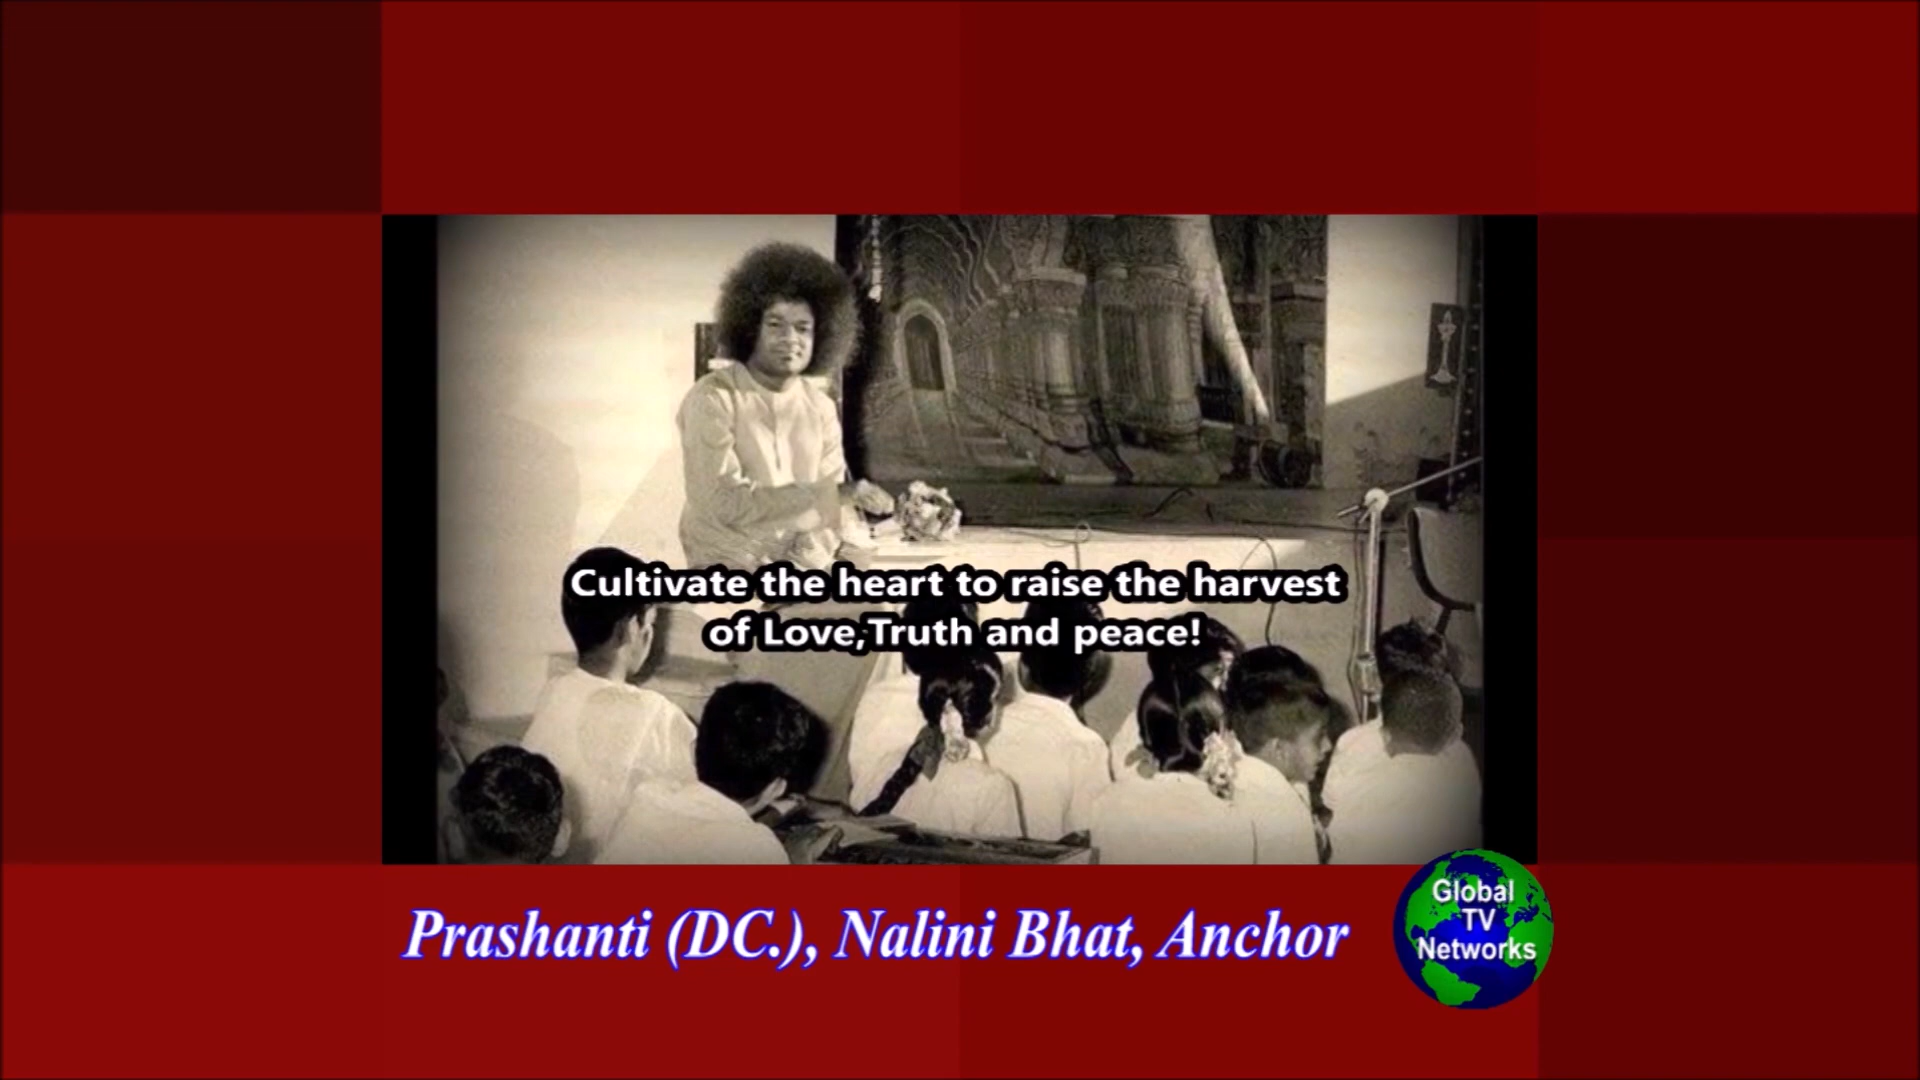 Cultivate the heart to raise the harvest
of Love,Truth and peace!
Prashanti (DC.), Nalini Bhat, Anchor
Global
TV
Networks